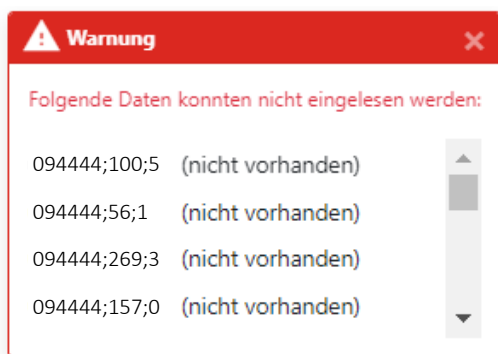 Warnung
Folgende Daten konnten nicht eingelesen werden:
094444;100;5 (nicht vorhanden)
094444;56;1 (nicht vorhanden)
094444;269;3 (nicht vorhanden)
094444;157;0 (nicht vorhanden)